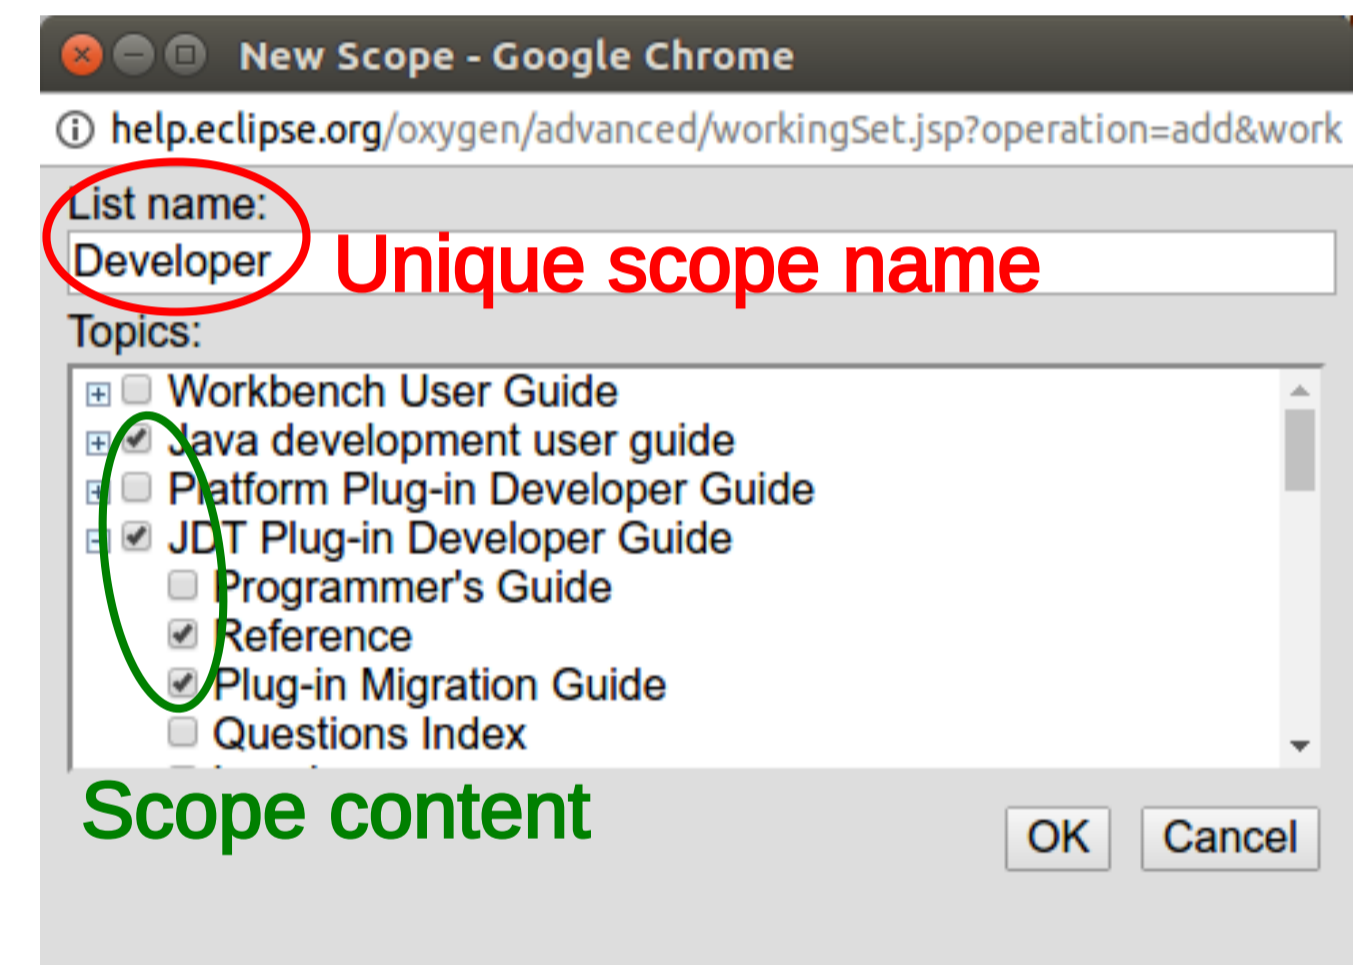 New Scope - Google Chrome
help.eclipse.org/oxygen/advanced/workingSet.jsp?operation=add&work
List name:
Developer
Unique scope name
Topics:
Workbench User Guide
Java development user guide
Platform Plug-in Developer Guide
JDT Plug-in Developer Guide
Programmer's Guide
Reference
Plug-in Migration Guide
Questions Index
Scope content
OK Cancel